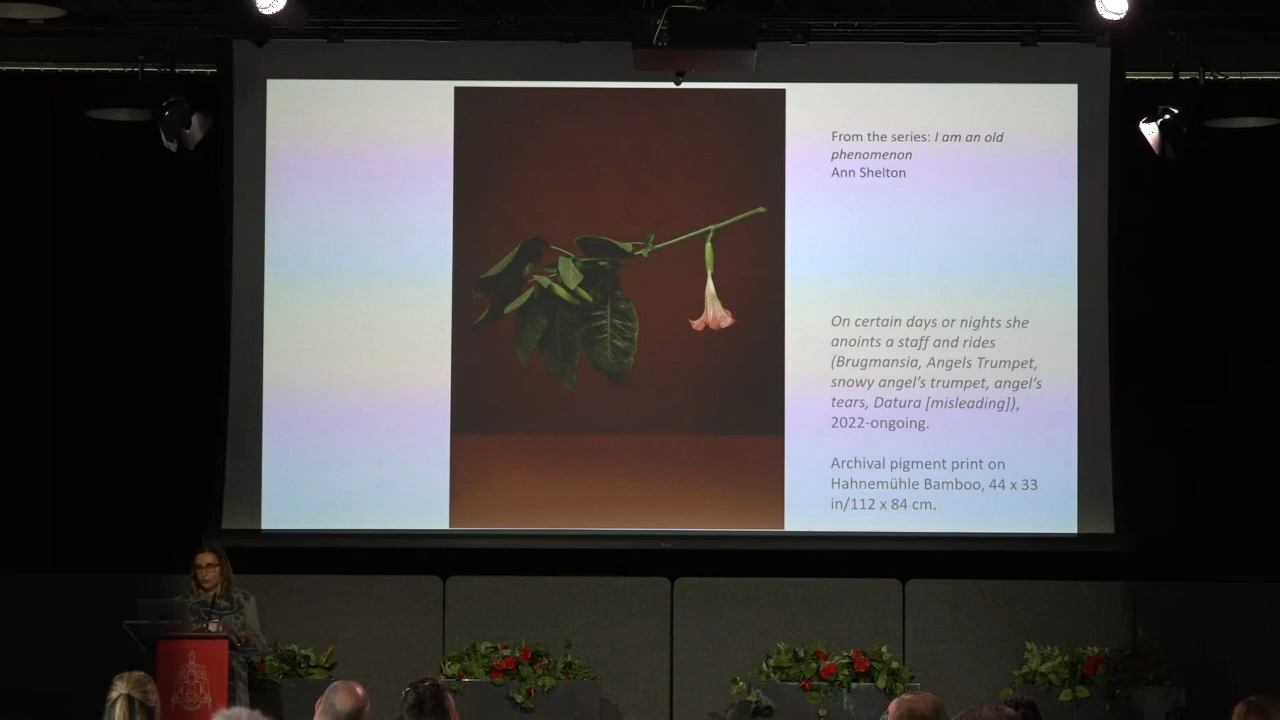 From the series: I am an old
phenomenon
Ann Shelton
On certain days or nights she
anoints a staff and rides
(Brugmansia, Angels Trumpet,
snowy angel's trumpet, angel's
tears, Datura [misleading]),
2022-ongoing.
Archival pigment print on
Hahnemühle Bamboo, 44 x 33
in/112 x 84 cm.